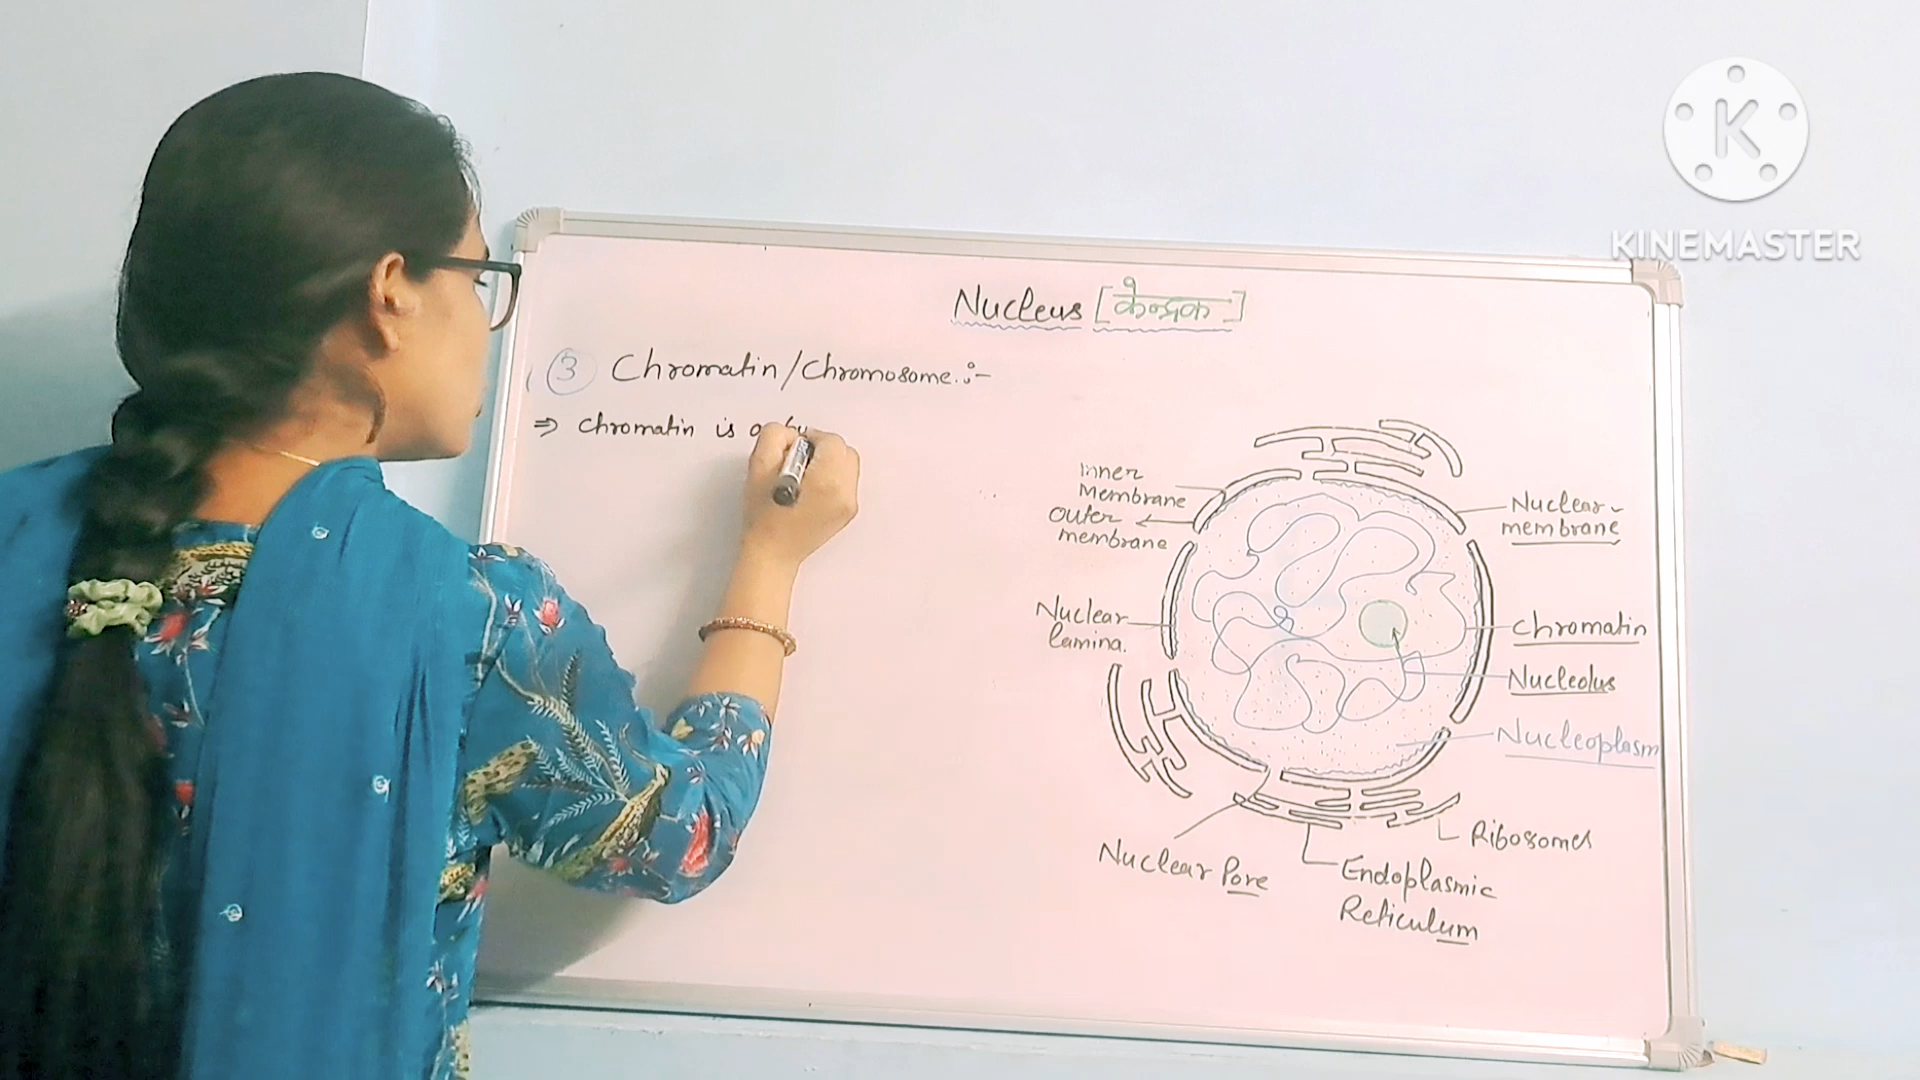 K
KINEMASTER
Nucleus [केन्द्रक]
3 Chromatin/Chromosome.:-
⇒ Chromatin is a
Inner
Membrane
Outer
membrane
Nuclear
lamina.
Nuclear-
membrane
Chromatin
Nucleolus
Nucleoplasm
Ribosomes
Endoplasmic
Reticulum
Nuclear Pore